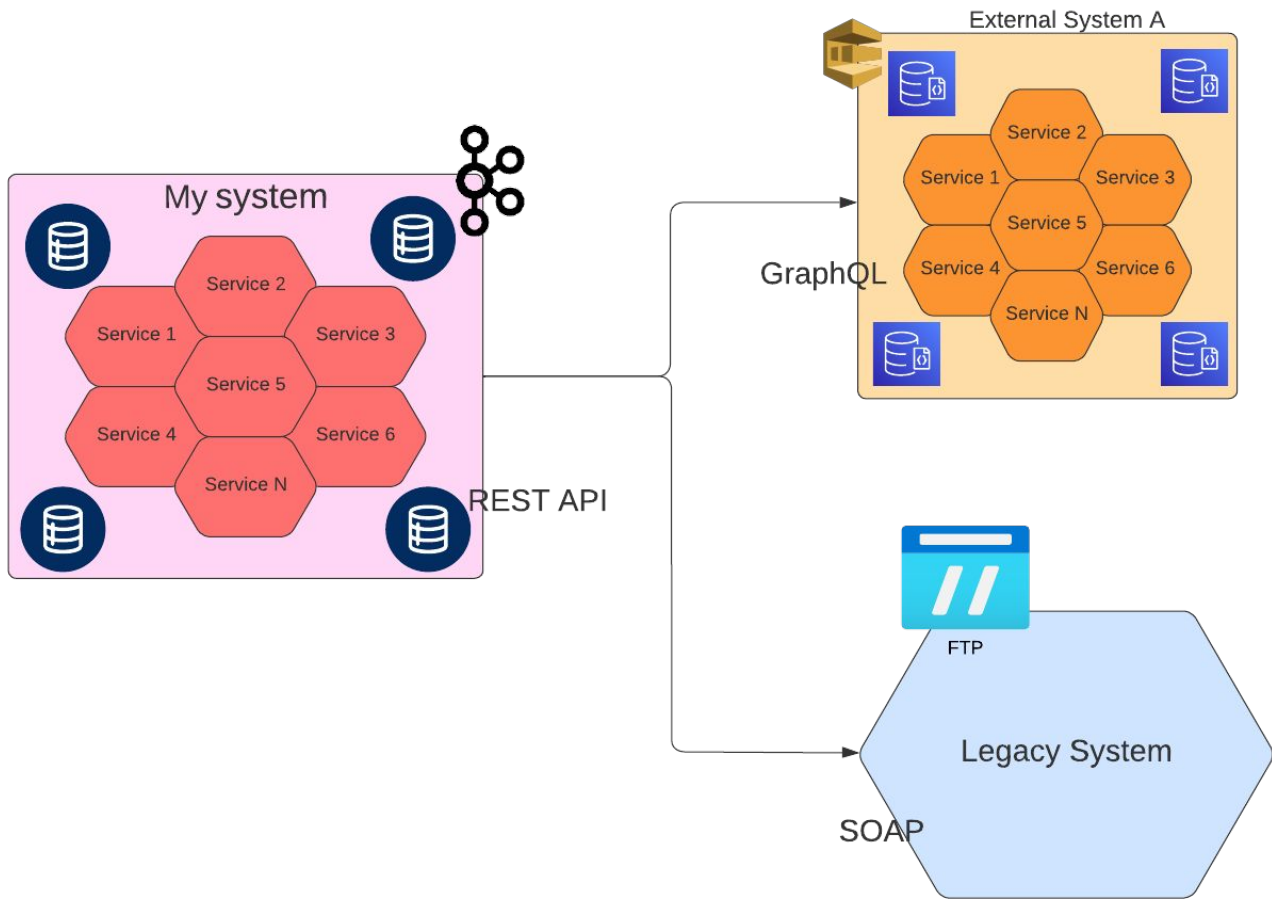 External System A
Service 2
Service 1
Service 3
Service 5
Service 4
Service 6
Service N
GraphQL
My system
Service 2
Service 1
Service 3
Service 5
Service 4
Service 6
Service N
REST API
FTP
Legacy System
SOAP